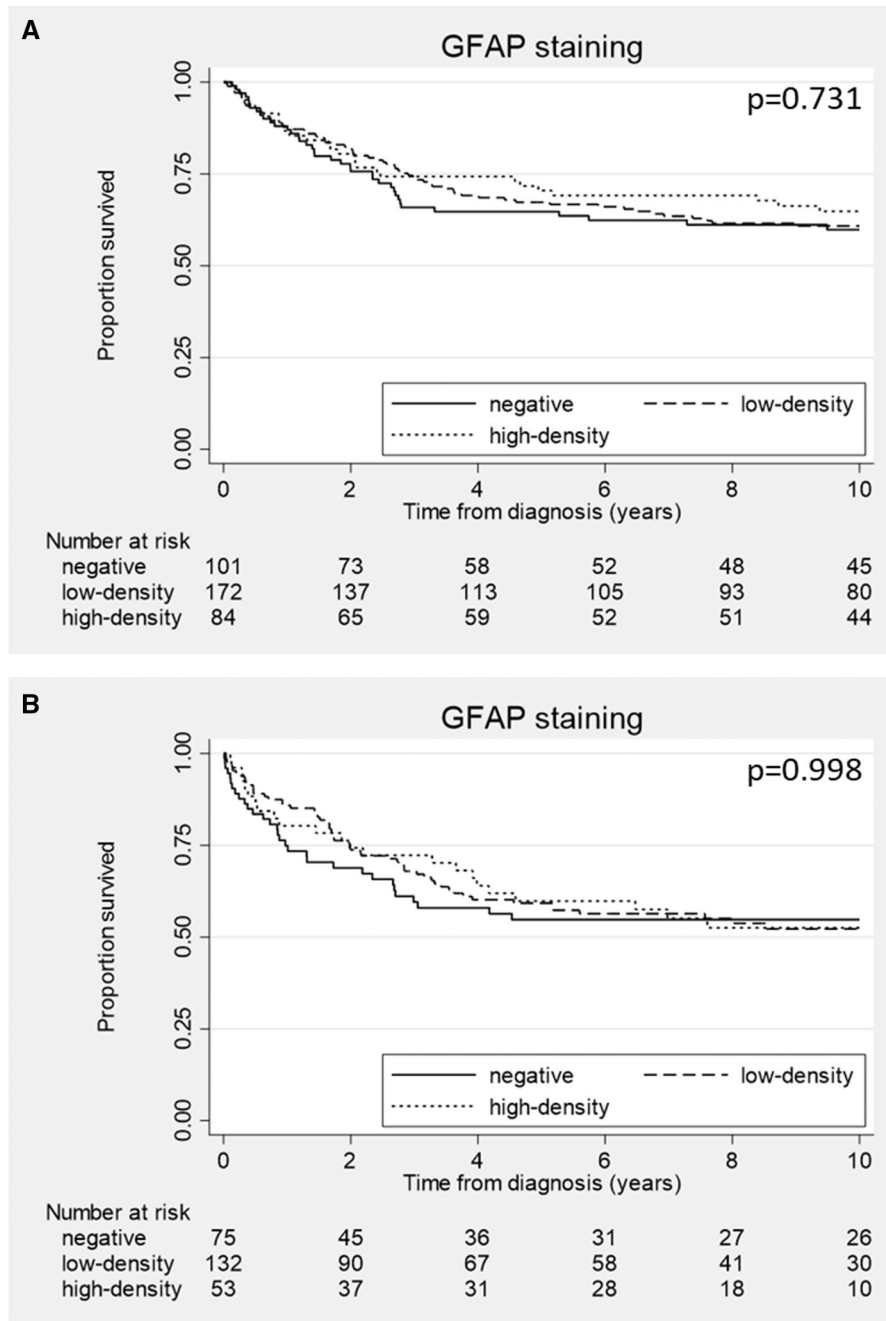 A
GFAP staining
p=0.731
1.00
0.75
0.50
0.25
0.00
Proportion survived
negative
low-density
high-density
0 2 4 6 8 10
Time from diagnosis (years)
Number at risk
negative 101 73 58 52 48 45
low-density 172 137 113 105 93 80
high-density 84 65 59 52 51 44
B
GFAP staining
p=0.998
1.00
0.75
0.50
0.25
0.00
Proportion survived
negative
low-density
high-density
0 2 4 6 8 10
Time from diagnosis (years)
Number at risk
negative 75 45 36 31 27 26
low-density 132 90 67 58 41 30
high-density 53 37 31 28 18 10